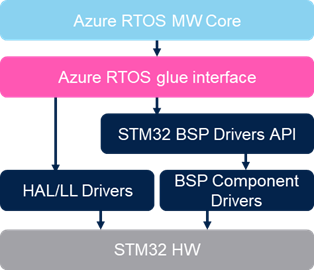 Azure RTOS MW Core
Azure RTOS glue interface
STM32 BSP Drivers API
HAL/LL Drivers
BSP Component
Drivers
STM32 HW